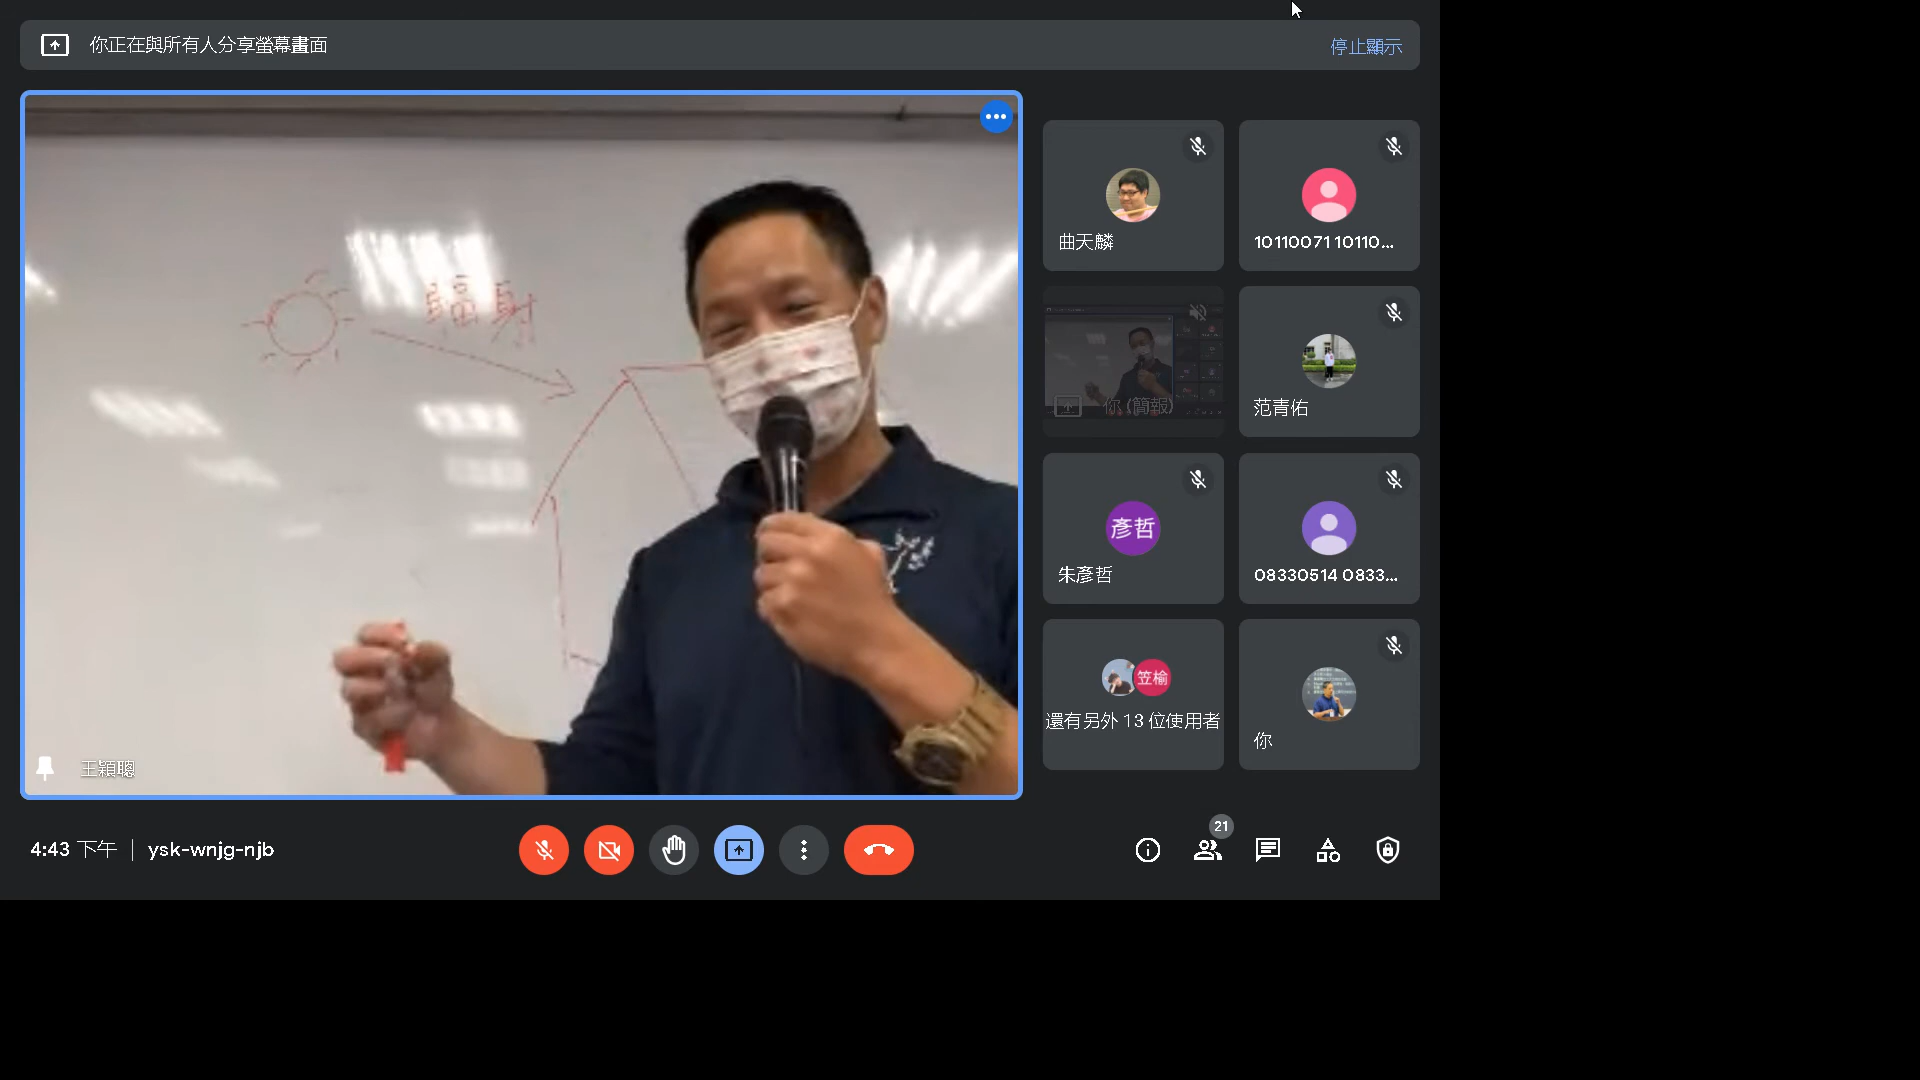 你正在與所有人分享螢幕畫面
停止顯示
輻射
王穎聰
曲天麟
10110071 10110...
你 (簡報)
范青佑
彥哲
朱彥哲
08330514 0833...
笠榆
還有另外 13 位使用者
你
4:43 下午
ysk-wnjg-njb
21